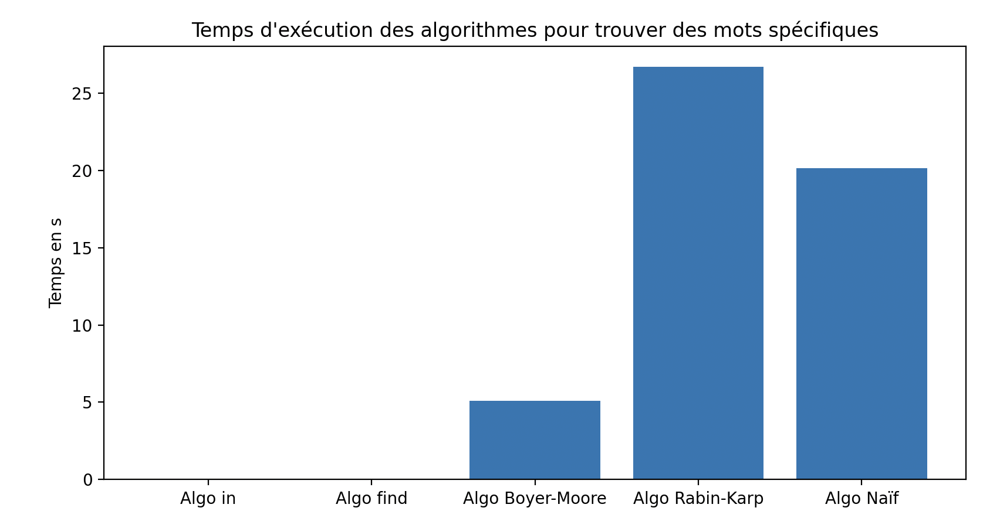 Temps d'exécution des algorithmes pour trouver des mots spécifiques
Temps en s
25
20
15
10
5
0
Algo in
Algo find
Algo Boyer-Moore
Algo Rabin-Karp
Algo Naïf